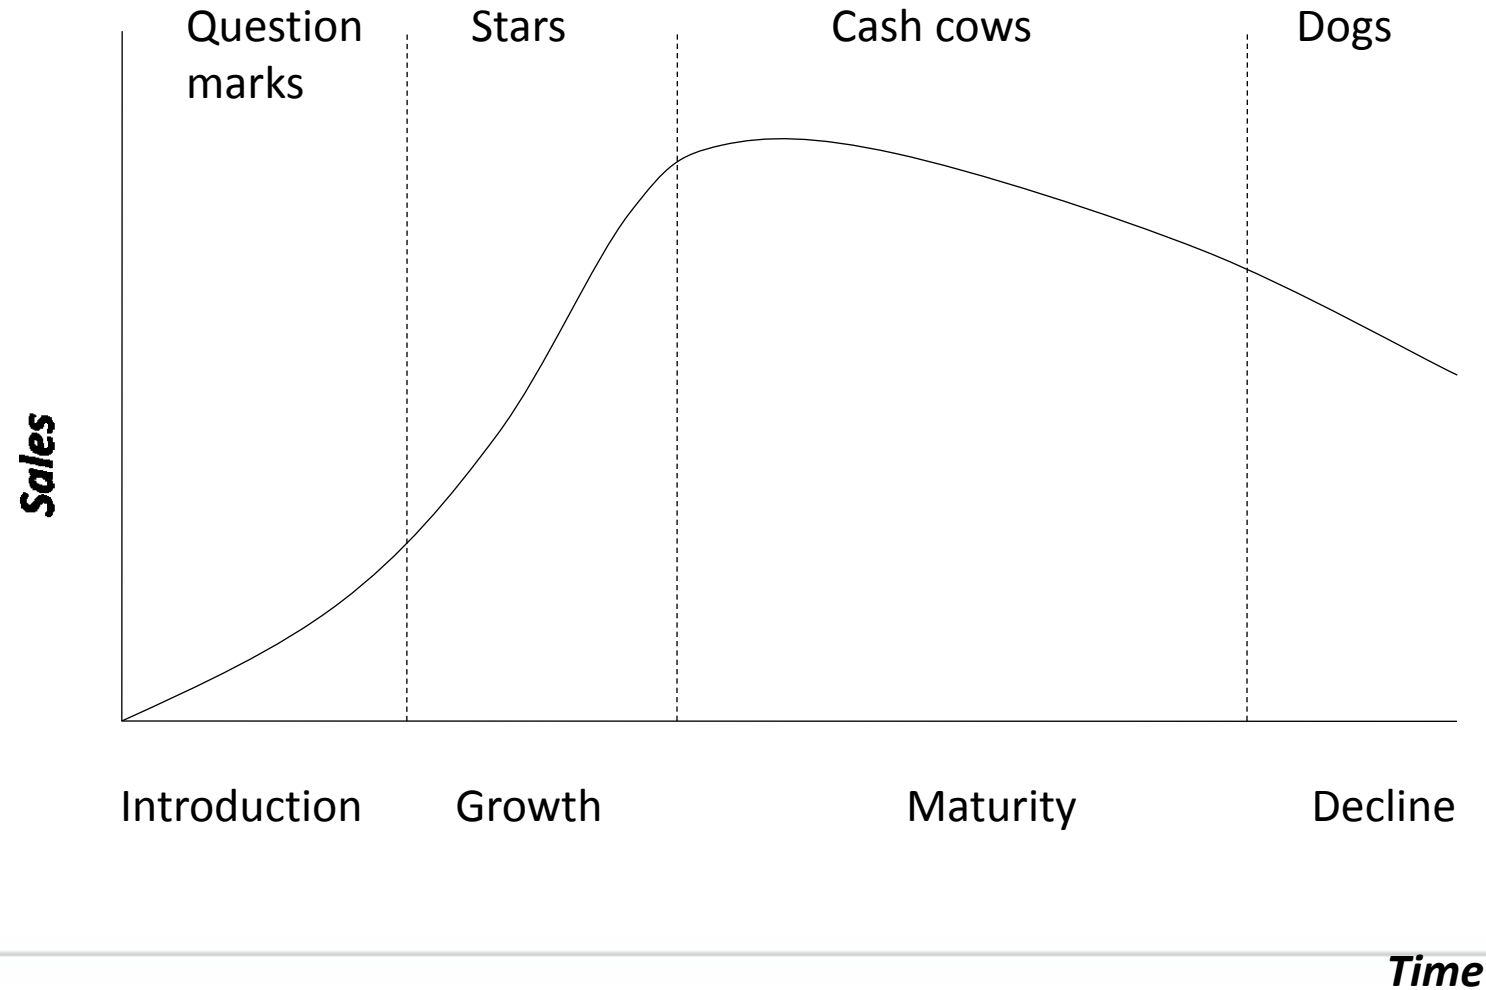 Question
marks
Stars
Cash cows
Dogs
Sales
Introduction
Growth
Maturity
Decline
Time